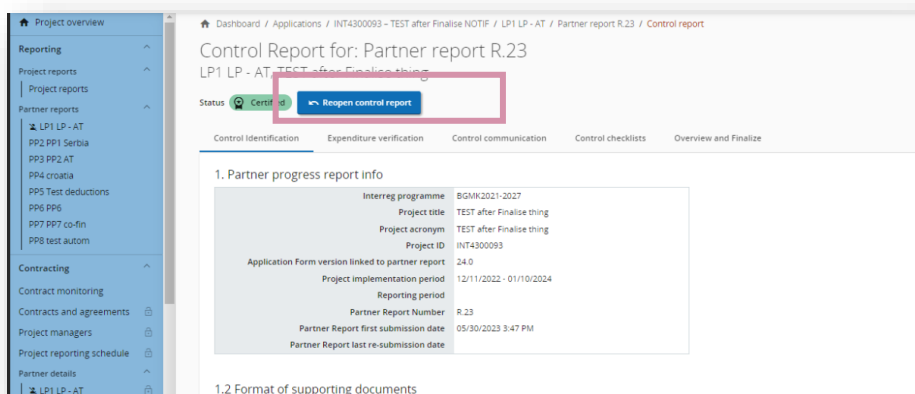 Project overview
Reporting
Project reports
Project reports
Partner reports
LP1 LP - AT
PP2 PP1 Serbia
PP3 PP2 AT
PP4 croatia
PP5 Test deductions
PP6 PP6
PP7 PP7 co-fin
PP8 test autom
Contracting
Contract monitoring
Contracts and agreements
Project managers
Project reporting schedule
Partner details
LP1 LP - AT
Dashboard / Applications / INT4300093 – TEST after Finalise NOTIF / LP1 LP - AT / Partner report R.23 / Control report
Control Report for: Partner report R.23
LP1 LP - AT, TEST after Finalise thing
Status Certified Reopen control report
Control Identification Expenditure verification Control communication Control checklists Overview and Finalize
1. Partner progress report info
Interreg programme BGMK2021-2027
Project title TEST after Finalise thing
Project acronym TEST after Finalise thing
Project ID INT4300093
Application Form version linked to partner report 24.0
Project implementation period 12/11/2022 - 01/10/2024
Reporting period
Partner Report Number R.23
Partner Report first submission date 05/30/2023 3:47 PM
Partner Report last re-submission date
1.2 Format of supporting documents